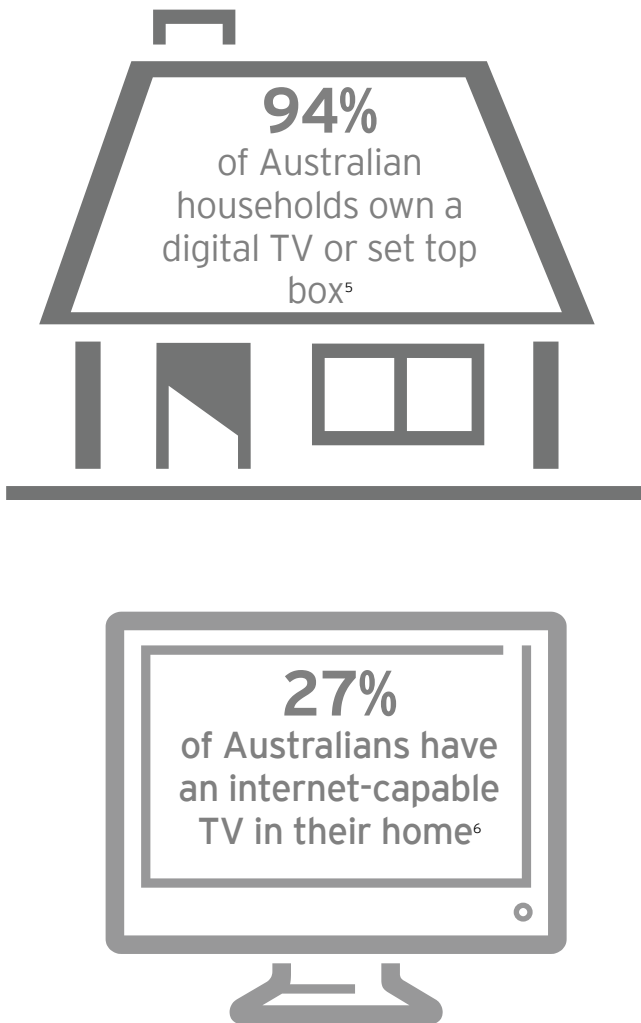 94%
of Australian
households own a
digital TV or set top
box⁵
27%
of Australians have
an internet-capable
TV in their home⁶